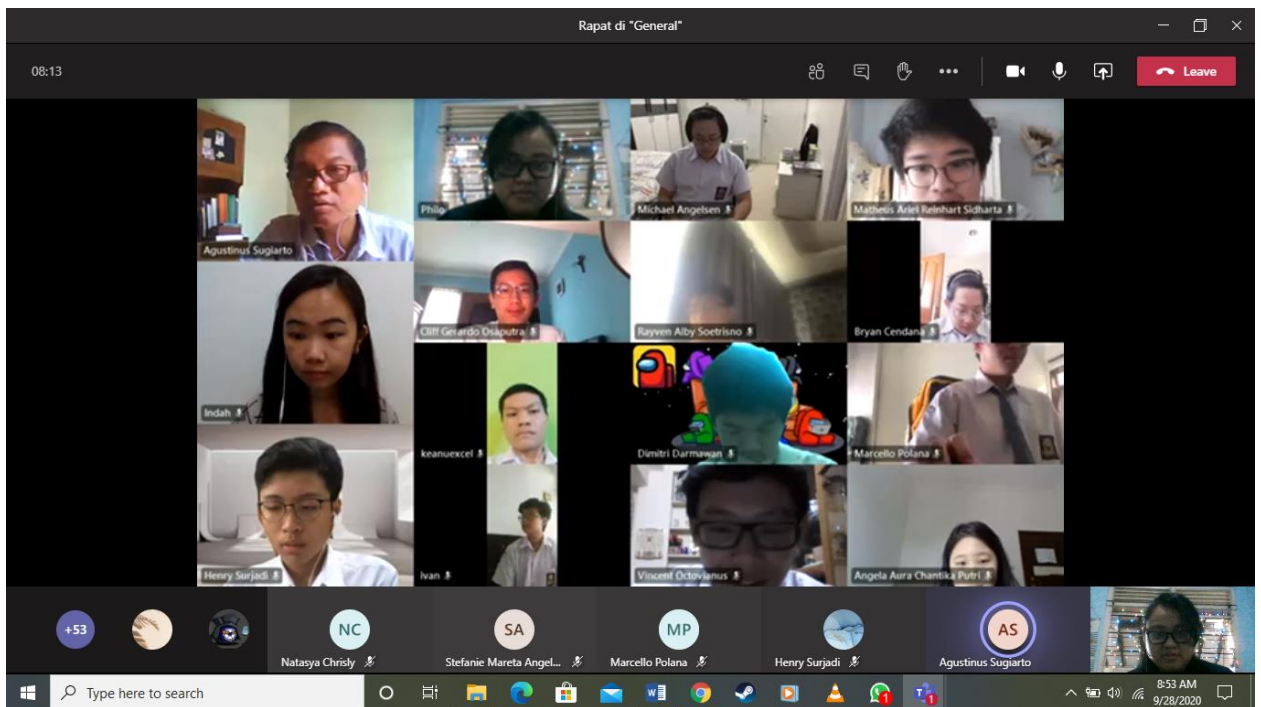 Rapat di "General"
08:13
Leave
Agustinus Sugiarto
Philo
Michael Angelsen
Matheus Ariel Reinhart Sidharta
Cliff Gerardo Osaputra
Rayven Alby Soetrisno
Bryan Cendana
Indah
keanuexcel
Dimitri Darmawan
Marcello Polana
Henry Surjadi
Ivan
Vincent Octovianus
Angela Aura Chantika Putri
+53
NC
SA
MP
AS
Natasya Chrisly
Stefanie Mareta Angel...
Marcello Polana
Henry Surjadi
Agustinus Sugiarto
Type here to search
8:53 AM
9/28/2020